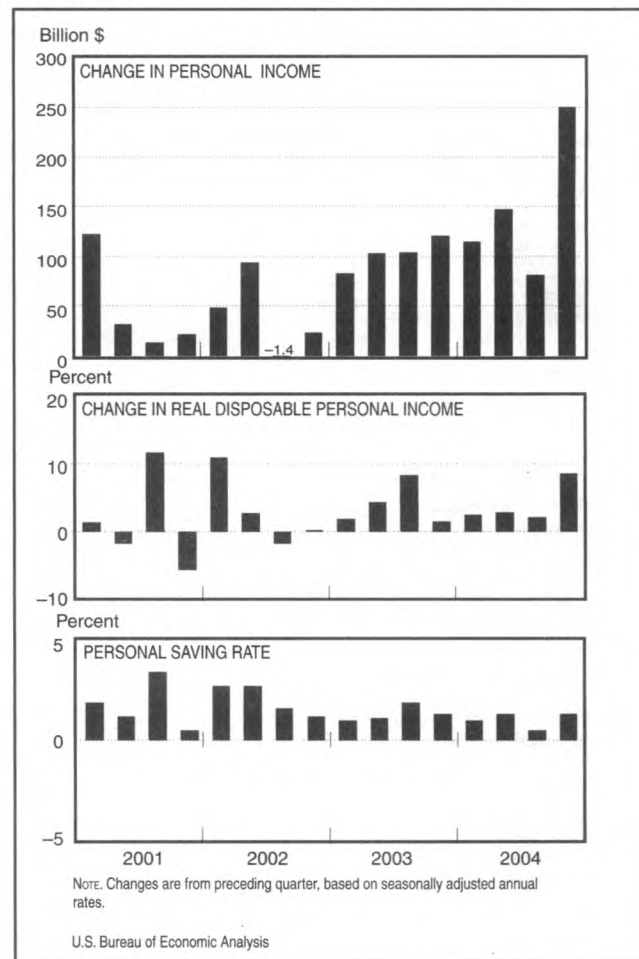 Billion $
300
CHANGE IN PERSONAL INCOME
250
200
150
100
50
–1.4
0
Percent
20
CHANGE IN REAL DISPOSABLE PERSONAL INCOME
10
0
–10
Percent
5
PERSONAL SAVING RATE
0
–5
2001 2002 2003 2004
NOTE. Changes are from preceding quarter, based on seasonally adjusted annual
rates.
U.S. Bureau of Economic Analysis